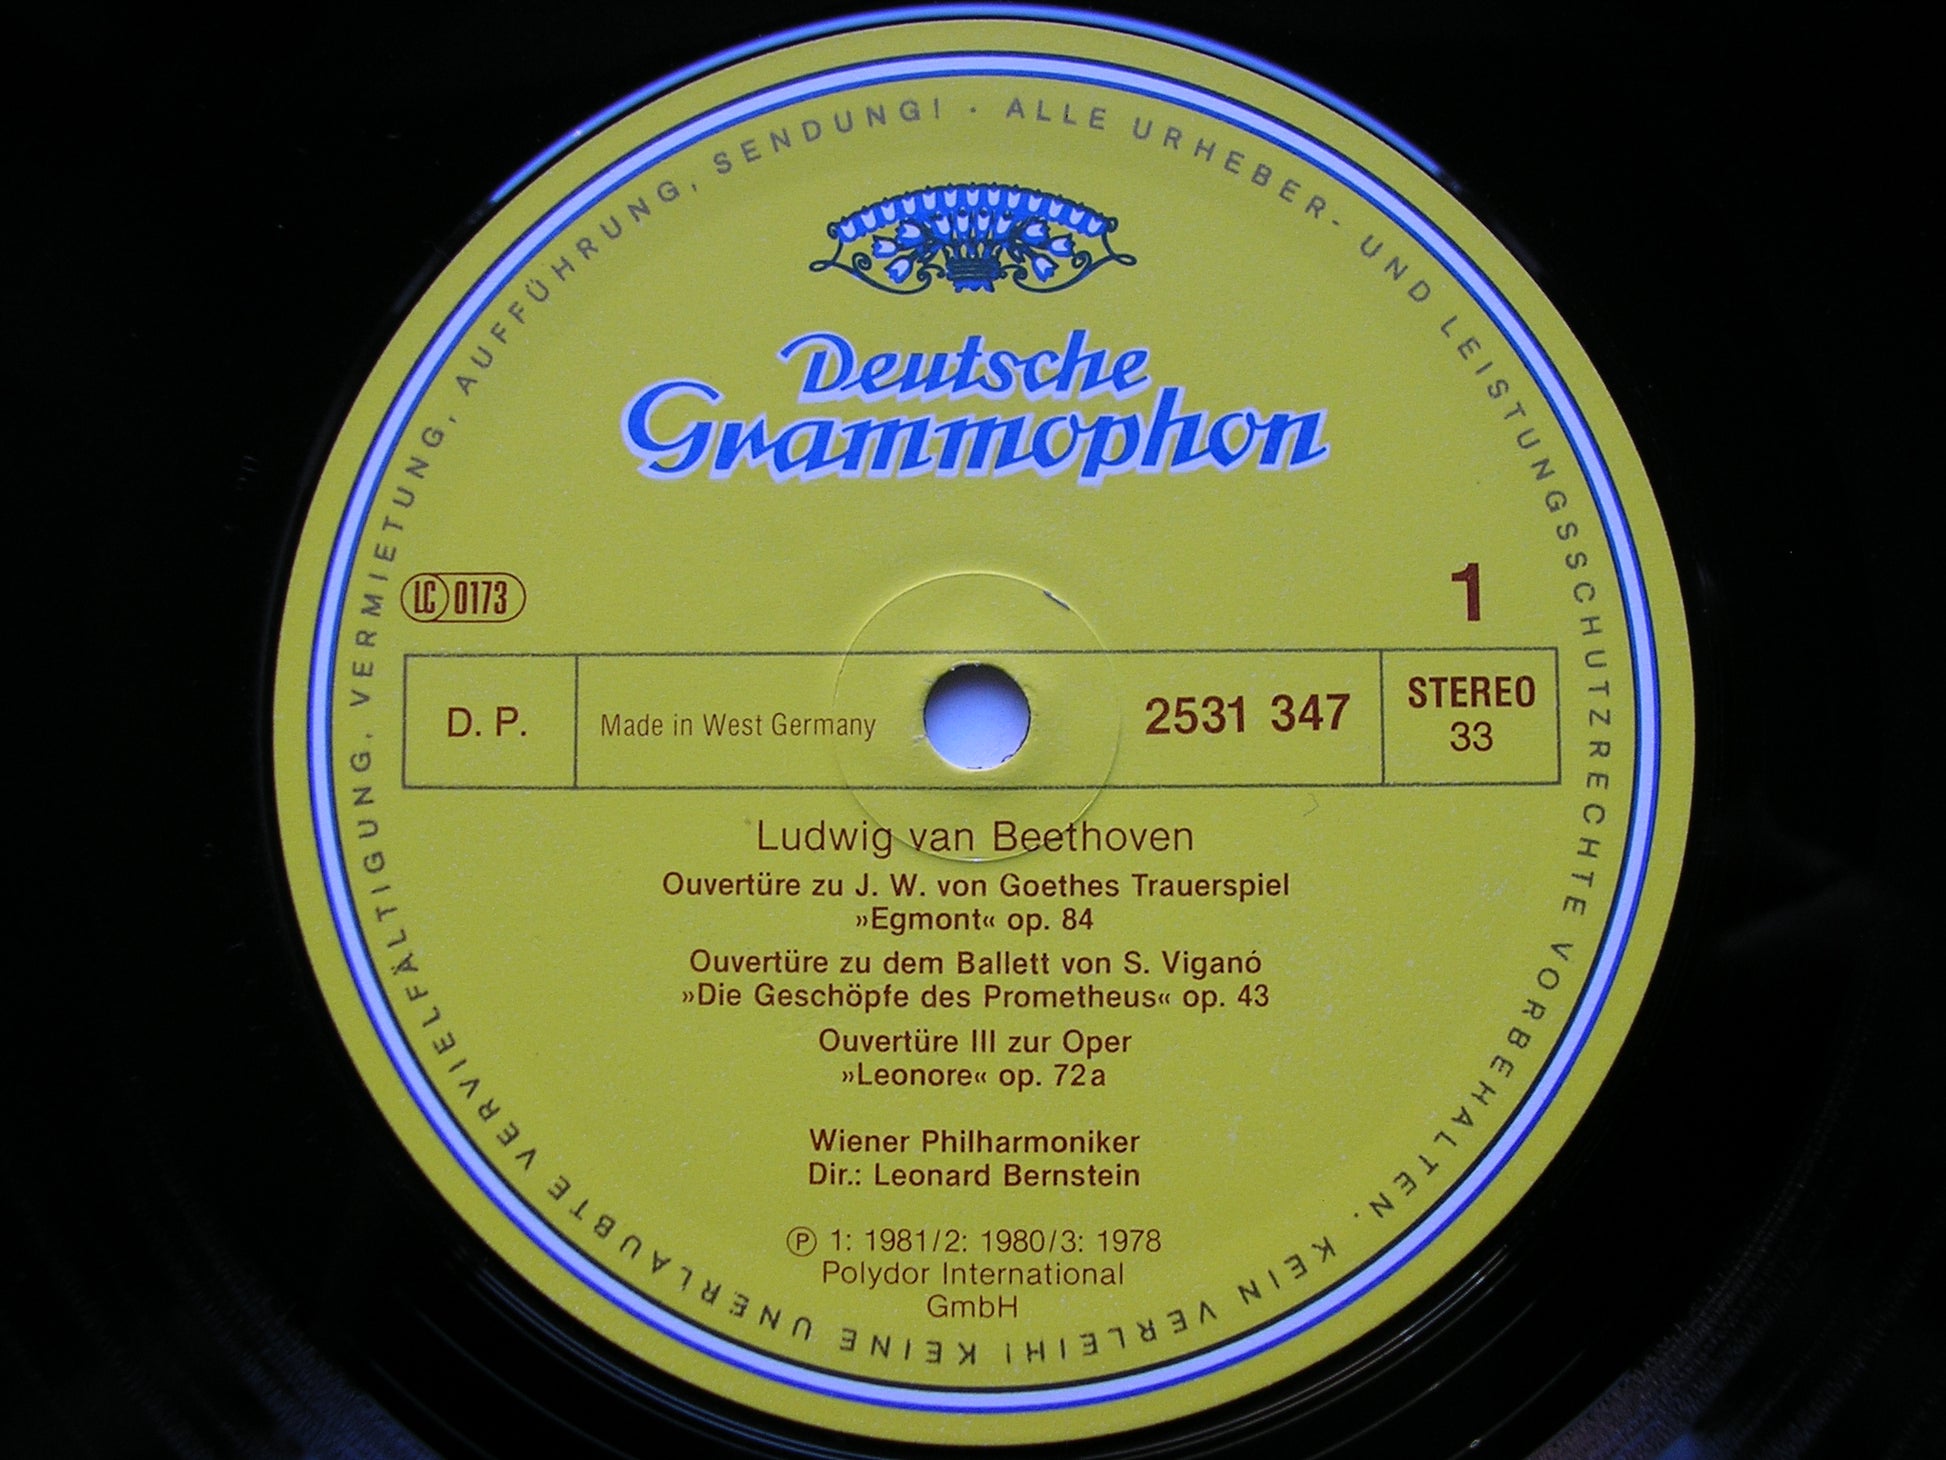 ALLE URHEBER- UND LEISTUNGSSCHUTZRECHTE VORBEHALTEN. KEIN VERLEIH! KEINE UNERLAUBTE VERVIELFÄLTIGUNG, VERMIETUNG, AUFFÜHRUNG, SENDUNG! ·
Deutsche
Grammophon
LC 0173
1
D. P.
Made in West Germany
2531 347
STEREO
33
Ludwig van Beethoven
Ouvertüre zu J. W. von Goethes Trauerspiel
»Egmont« op. 84
Ouvertüre zu dem Ballett von S. Viganó
»Die Geschöpfe des Prometheus« op. 43
Ouvertüre III zur Oper
»Leonore« op. 72a
Wiener Philharmoniker
Dir.: Leonard Bernstein
Ⓟ 1: 1981/2: 1980/3: 1978
Polydor International
GmbH